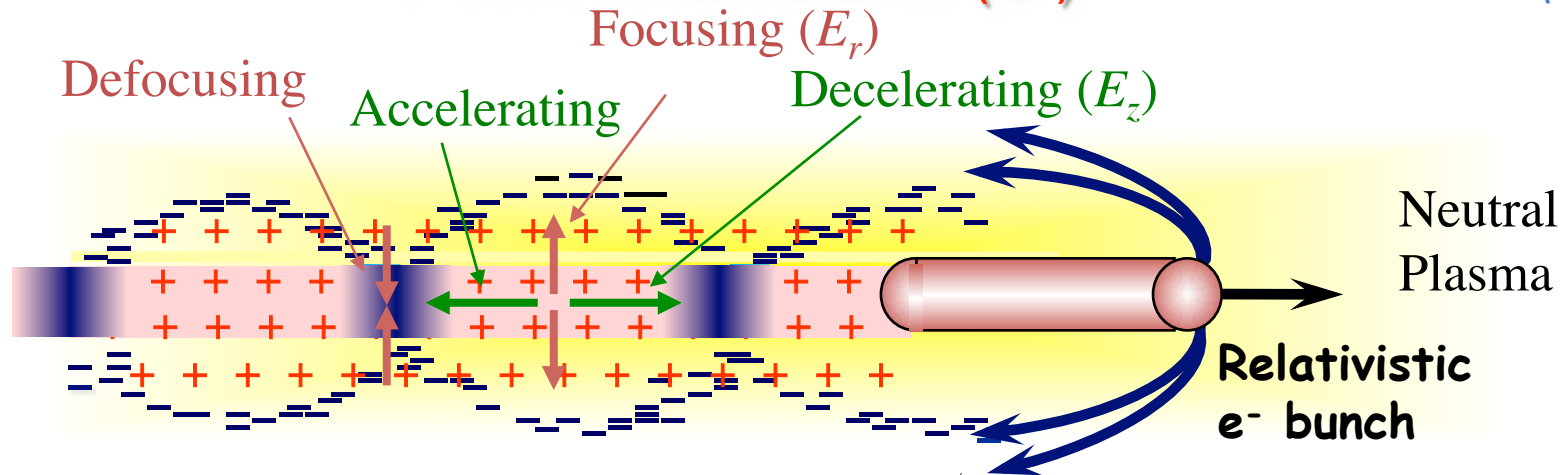 Focusing (E_r)
Defocusing
Accelerating
Decelerating (E_z)
Neutral
Plasma
Relativistic
e⁻ bunch